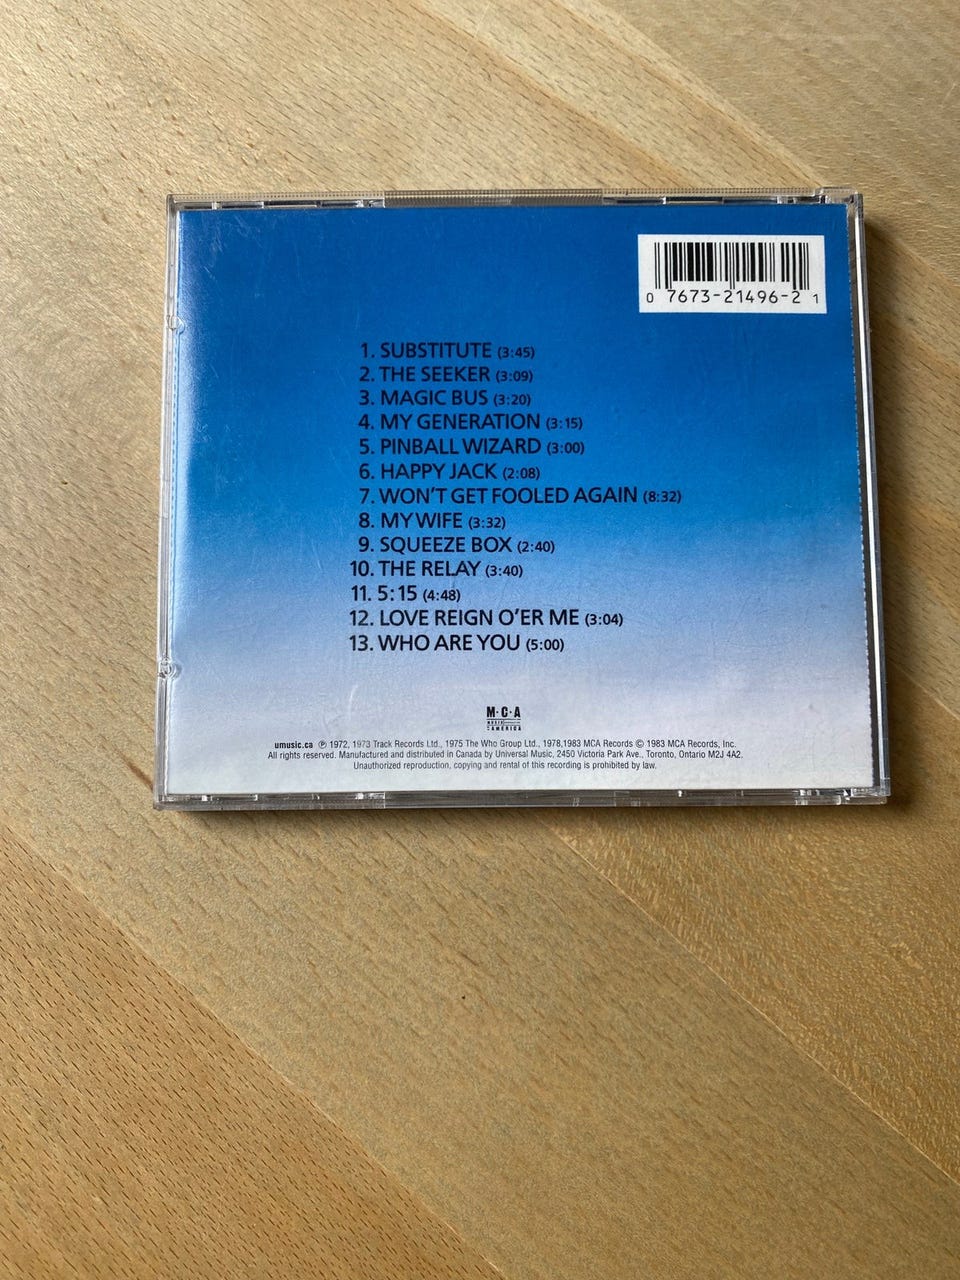 0 7673-21496-2 1
1. SUBSTITUTE (3:45)
2. THE SEEKER (3:09)
3. MAGIC BUS (3:20)
4. MY GENERATION (3:15)
5. PINBALL WIZARD (3:00)
6. HAPPY JACK (2:08)
7. WON'T GET FOOLED AGAIN (8:32)
8. MY WIFE (3:32)
9. SQUEEZE BOX (2:40)
10. THE RELAY (3:40)
11. 5:15 (4:48)
12. LOVE REIGN O'ER ME (3:04)
13. WHO ARE YOU (5:00)
M·C·A
MUSIC
AMERICA
umusic.ca ℗ 1972, 1973 Track Records Ltd., 1975 The Who Group Ltd., 1978,1983 MCA Records © 1983 MCA Records, Inc.
All rights reserved. Manufactured and distributed in Canada by Universal Music, 2450 Victoria Park Ave., Toronto, Ontario M2J 4A2.
Unauthorized reproduction, copying and rental of this recording is prohibited by law.